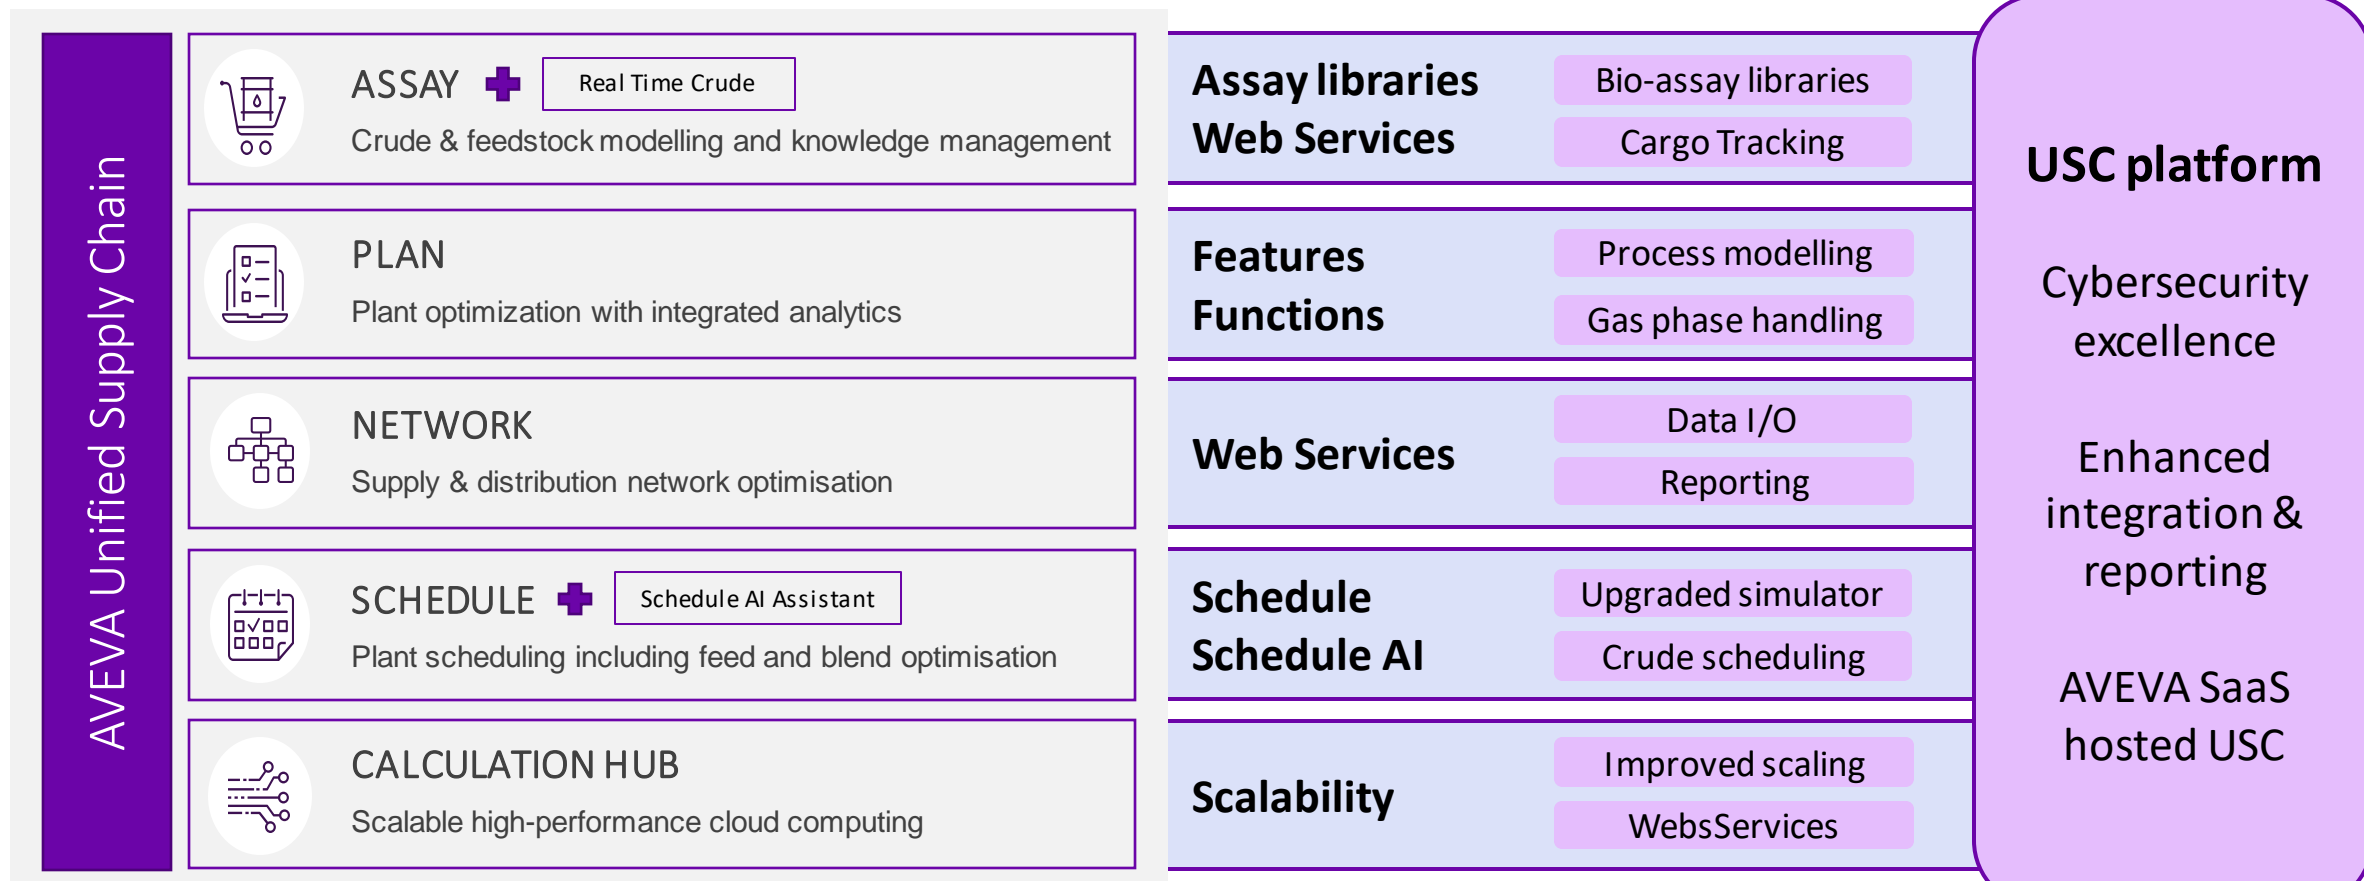 AVEVA Unified Supply Chain
ASSAY
Real Time Crude
Crude & feedstock modelling and knowledge management
Assay libraries
Web Services
Bio-assay libraries
Cargo Tracking
PLAN
Plant optimization with integrated analytics
Features
Functions
Process modelling
Gas phase handling
NETWORK
Supply & distribution network optimisation
Web Services
Data I/O
Reporting
SCHEDULE
Schedule AI Assistant
Plant scheduling including feed and blend optimisation
Schedule
Schedule AI
Upgraded simulator
Crude scheduling
CALCULATION HUB
Scalable high-performance cloud computing
Scalability
Improved scaling
WebsServices
USC platform
Cybersecurity
excellence
Enhanced
integration &
reporting
AVEVA SaaS
hosted USC